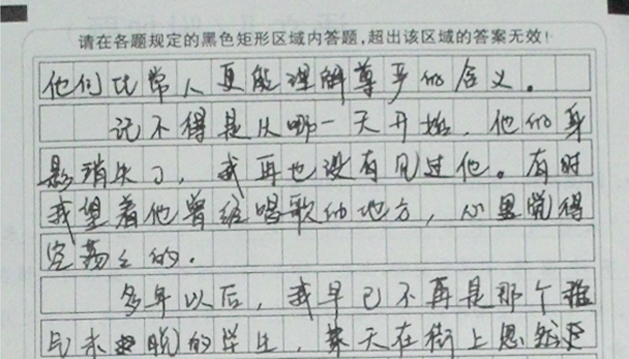 请在各题规定的黑色矩形区域内答题,超出该区域的答案无效!
他们比常人更能理解尊严的含义。
记不得是从哪一天开始,他们身
影消失了,我再也没有见过他。有时
我望着他曾经唱歌的地方,心里觉得
空荡々的.
多年以后,我早已不再是那个稚
气未脱的学生,某天在街上忽然